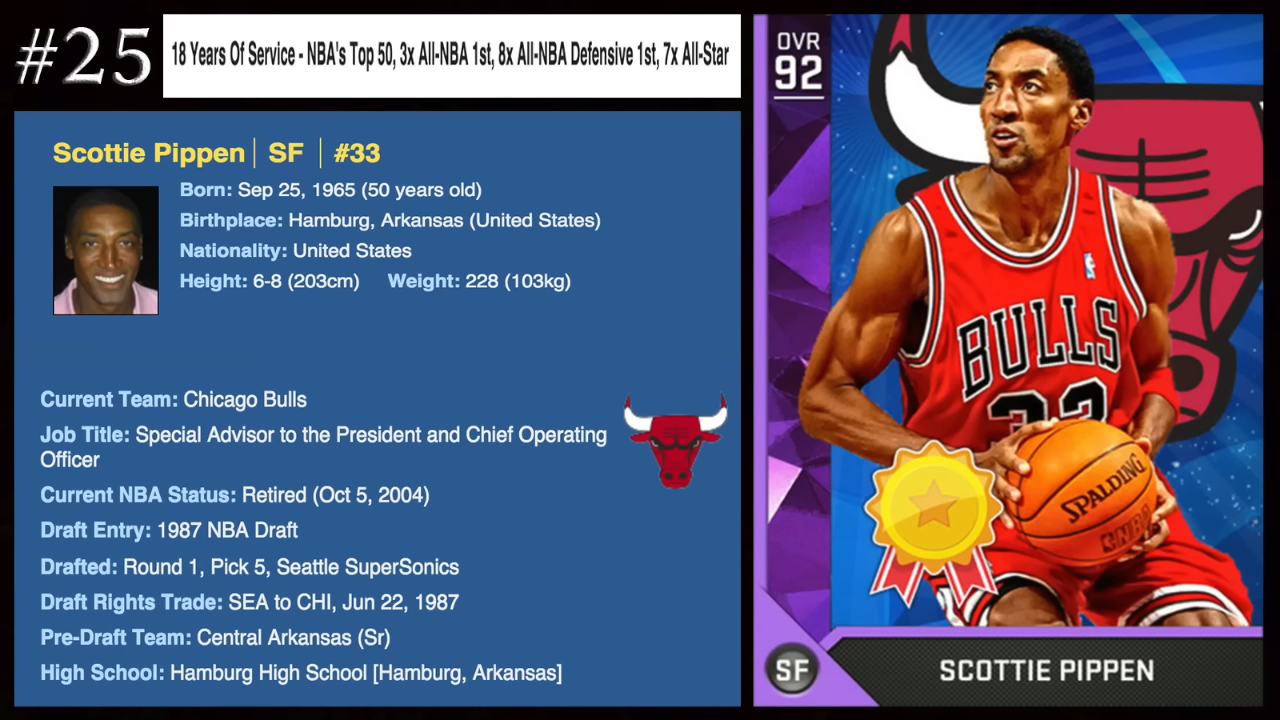 #25
18 Years Of Service - NBA's Top 50, 3x All-NBA 1st, 8x All-NBA Defensive 1st, 7x All-Star
Scottie Pippen | SF | #33
Born: Sep 25, 1965 (50 years old)
Birthplace: Hamburg, Arkansas (United States)
Nationality: United States
Height: 6-8 (203cm) Weight: 228 (103kg)
Current Team: Chicago Bulls
Job Title: Special Advisor to the President and Chief Operating
Officer
Current NBA Status: Retired (Oct 5, 2004)
Draft Entry: 1987 NBA Draft
Drafted: Round 1, Pick 5, Seattle SuperSonics
Draft Rights Trade: SEA to CHI, Jun 22, 1987
Pre-Draft Team: Central Arkansas (Sr)
High School: Hamburg High School [Hamburg, Arkansas]
OVR
92
BULLS
33
SPALDING
NBA
SF
SCOTTIE PIPPEN